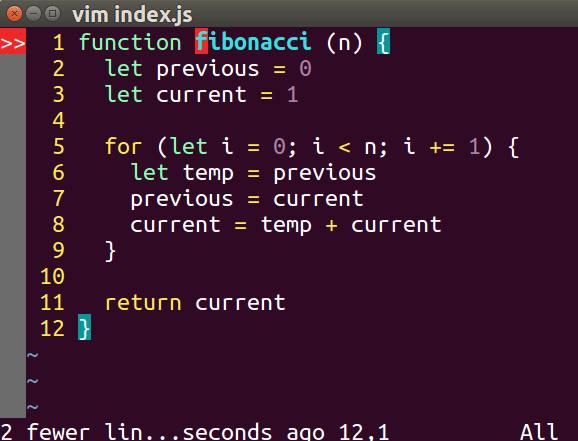 vim index.js
>> 1 function fibonacci (n) {
2   let previous = 0
3   let current = 1
4
5   for (let i = 0; i < n; i += 1) {
6     let temp = previous
7     previous = current
8     current = temp + current
9   }
10
11   return current
12 }
~
~
~
2 fewer lin...seconds ago 12,1 All